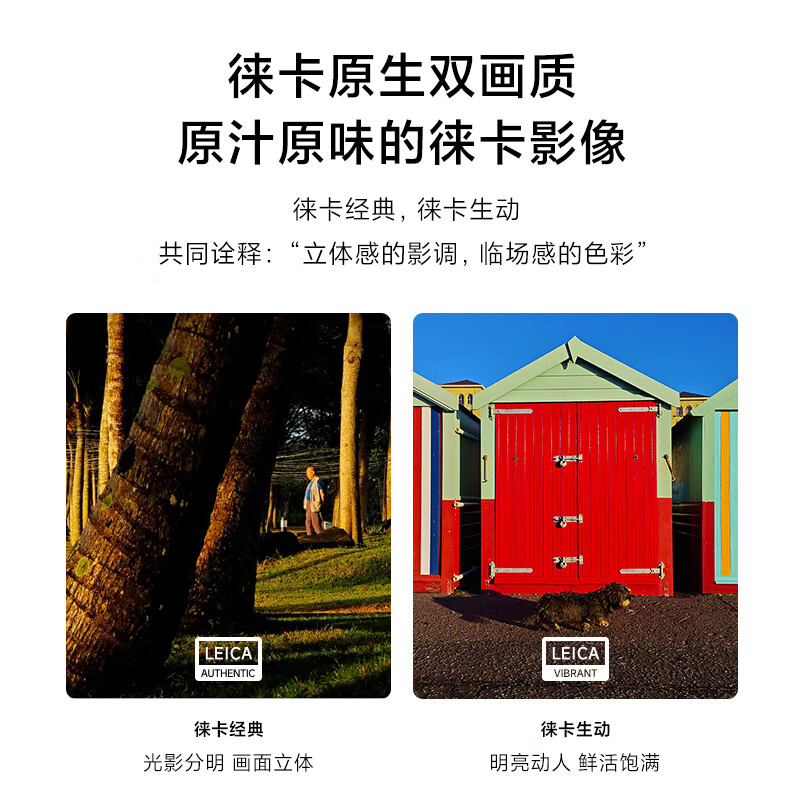 徕卡原生双画质
原汁原味的徕卡影像
徕卡经典，徕卡生动
共同诠释：“立体感的影调，临场感的色彩”
LEICA
AUTHENTIC
LEICA
VIBRANT
徕卡经典
光影分明 画面立体
徕卡生动
明亮动人 鲜活饱满